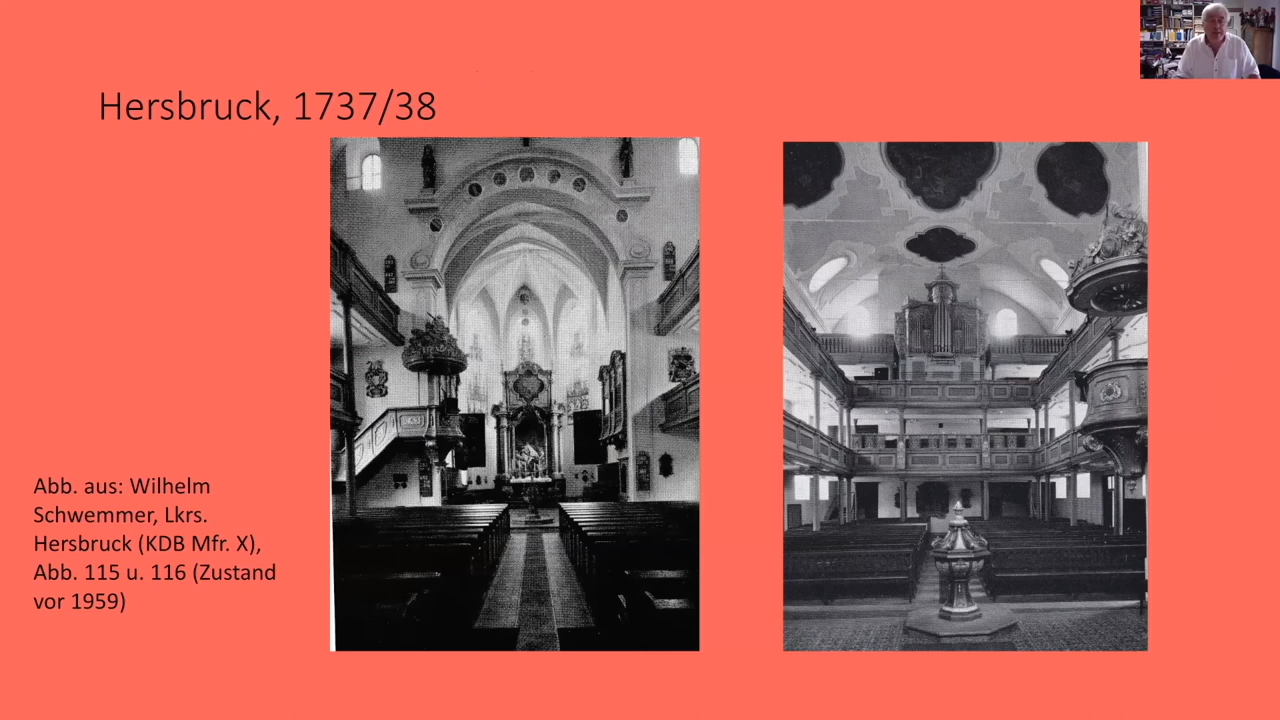 Hersbruck, 1737/38
Abb. aus: Wilhelm
Schwemmer, Lkrs.
Hersbruck (KDB Mfr. X),
Abb. 115 u. 116 (Zustand
vor 1959)